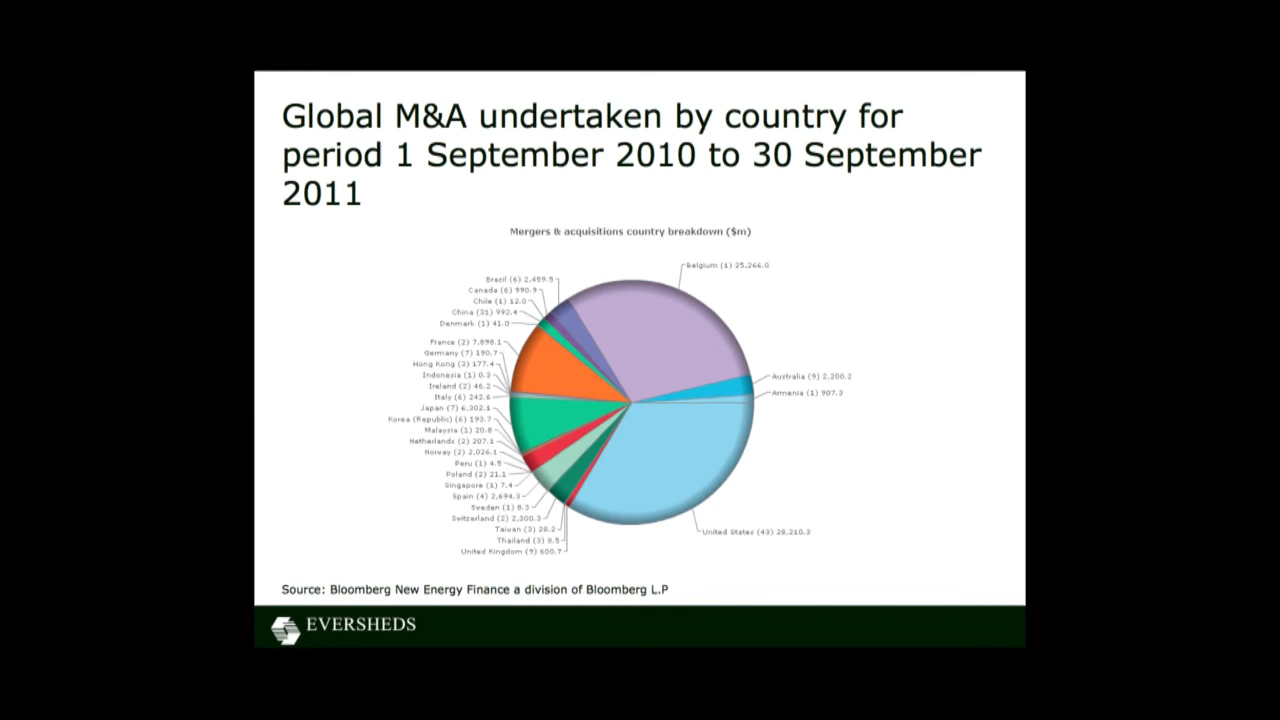 Global M&A undertaken by country for
period 1 September 2010 to 30 September
2011
Mergers & acquisitions country breakdown ($m)
Belgium (1) 25,266.0
Brazil (6) 2,459.5
Canada (6) 990.9
Chile (1) 12.0
China (31) 992.4
Denmark (1) 41.0
France (2) 7,898.1
Germany (7) 190.7
Hong Kong (3) 177.4
Indonesia (1) 0.3
Ireland (2) 46.2
Italy (6) 242.6
Japan (7) 6,302.1
Korea (Republic) (6) 193.7
Malaysia (1) 20.8
Netherlands (2) 207.1
Norway (2) 2,026.1
Peru (1) 4.5
Poland (2) 21.1
Singapore (1) 7.4
Spain (4) 2,694.3
Sweden (1) 8.3
Switzerland (2) 2,300.3
Taiwan (3) 28.2
Thailand (3) 8.5
United Kingdom (9) 600.7
Australia (9) 2,200.2
Armenia (1) 907.3
United States (43) 28,210.3
Source: Bloomberg New Energy Finance a division of Bloomberg L.P
EVERSHEDS